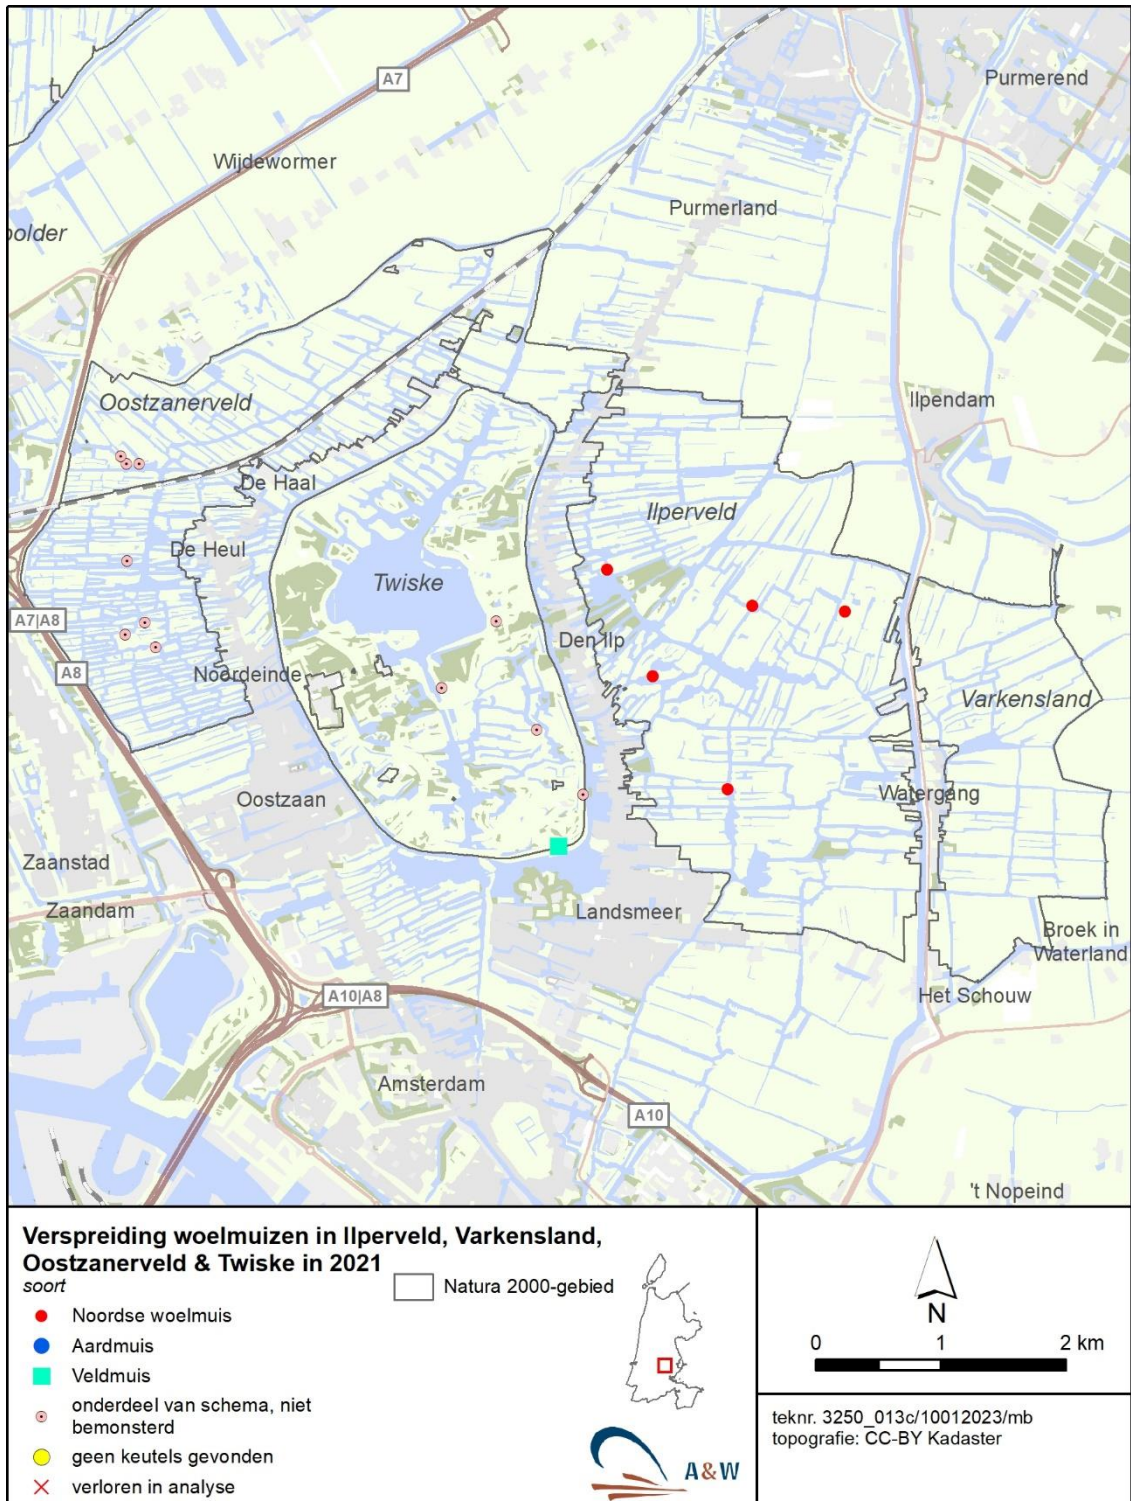 A7
Purmerend
Wijdewormer
Purmerland
polder
Oostzanerveld
Ilpendam
De Haal
Ilperveld
De Heul
Twiske
A7|A8
Den Ilp
A8
Noordeinde
Varkensland
Oostzaan
Watergang
Zaanstad
Zaandam
Landsmeer
Broek in
Waterland
A10|A8
Het Schouw
Amsterdam
A10
't Nopeind
Verspreiding woelmuizen in Ilperveld, Varkensland,
Oostzanerveld & Twiske in 2021
soort
Natura 2000-gebied
Noordse woelmuis
Aardmuis
Veldmuis
onderdeel van schema, niet
bemonsterd
geen keutels gevonden
verloren in analyse
A&W
N
0 1 2 km
teknr. 3250_013c/10012023/mb
topografie: CC-BY Kadaster